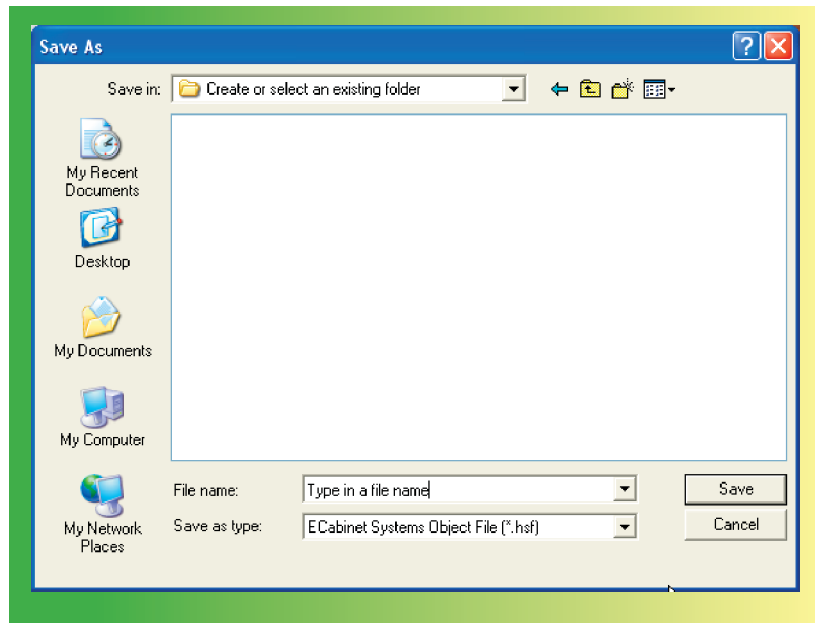 Save As
?
Save in:
Create or select an existing folder
My Recent
Documents
Desktop
My Documents
My Computer
My Network
Places
File name:
Type in a file name
Save
Save as type:
ECabinet Systems Object File (*.hsf)
Cancel